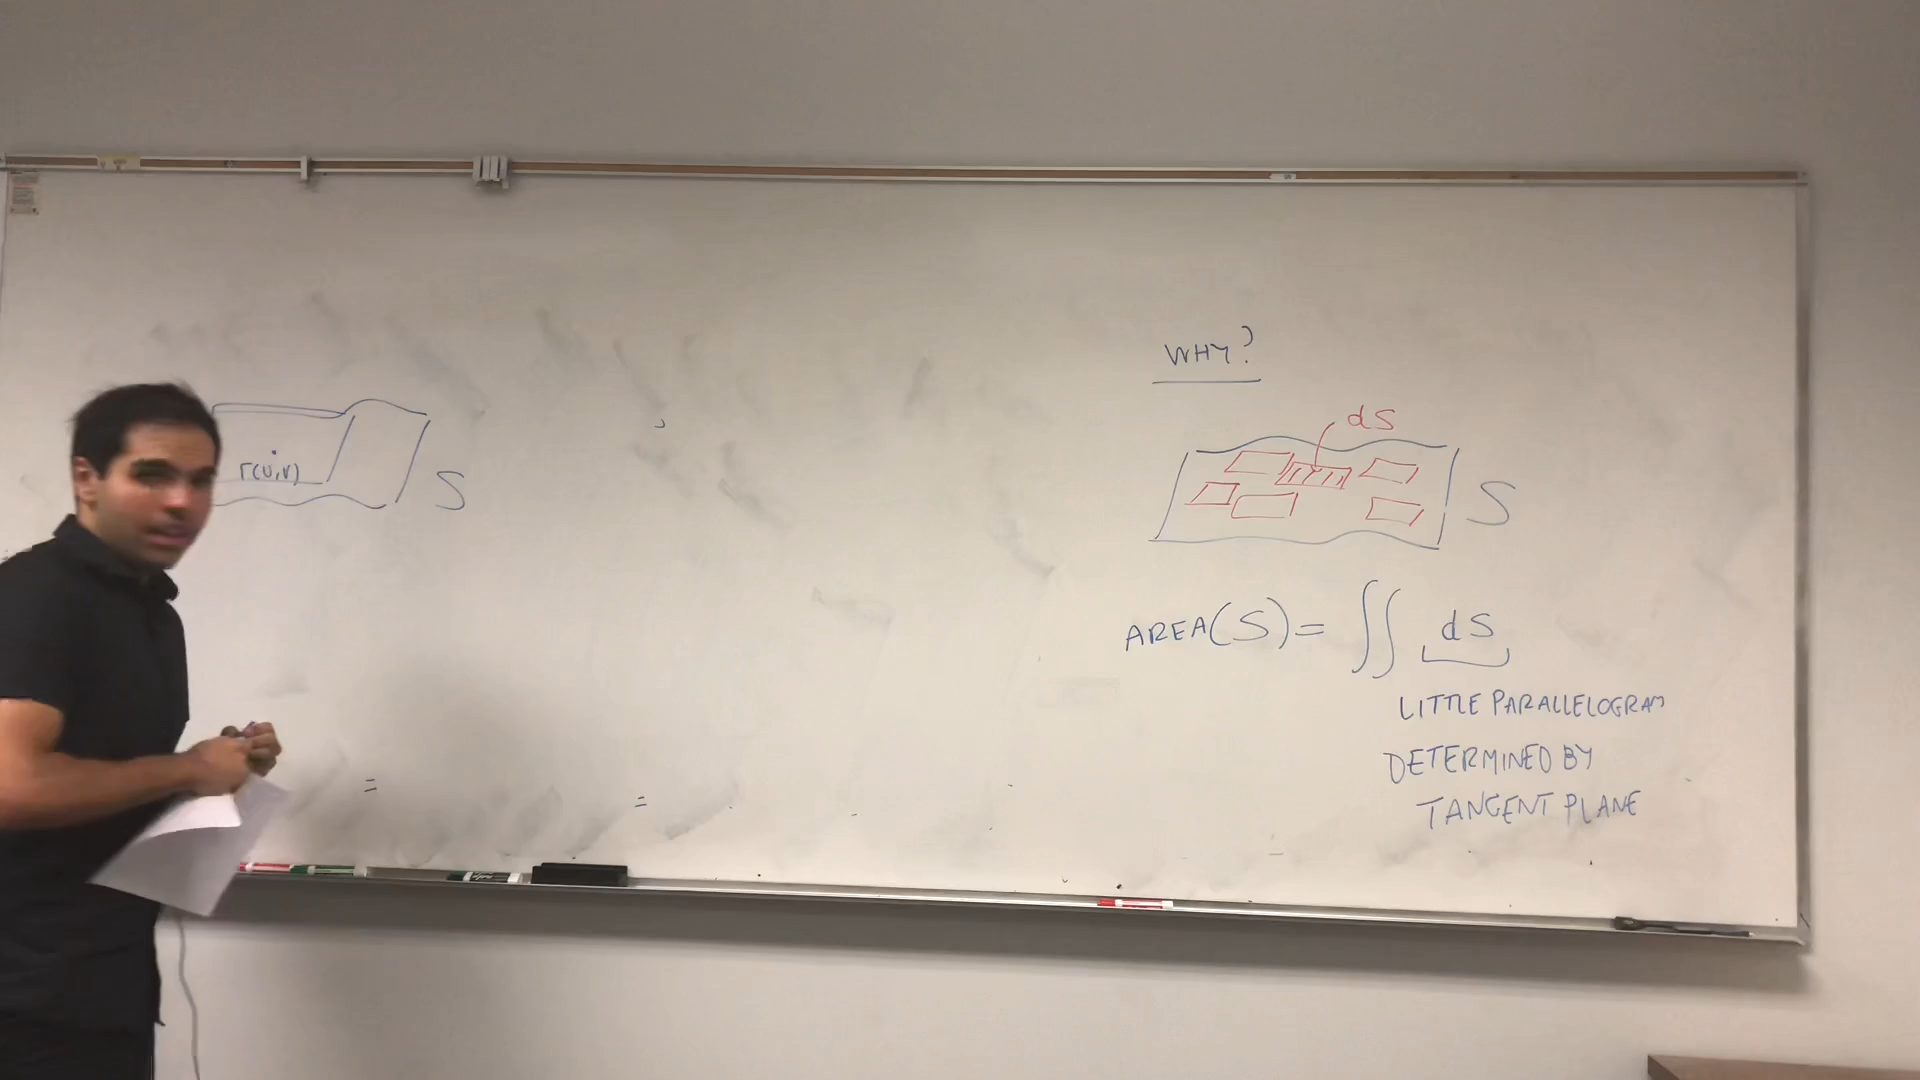 r(u,v)
S
=
=
WHY?
dS
S
AREA(S) = ∬ dS
LITTLE PARALLELOGRAM
DETERMINED BY
TANGENT PLANE